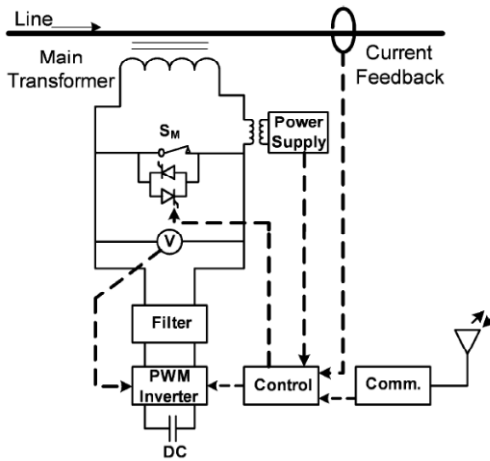 Line
Main
Transformer
Current
Feedback
S_M
Power
Supply
V
Filter
PWM
Inverter
Control
Comm.
DC